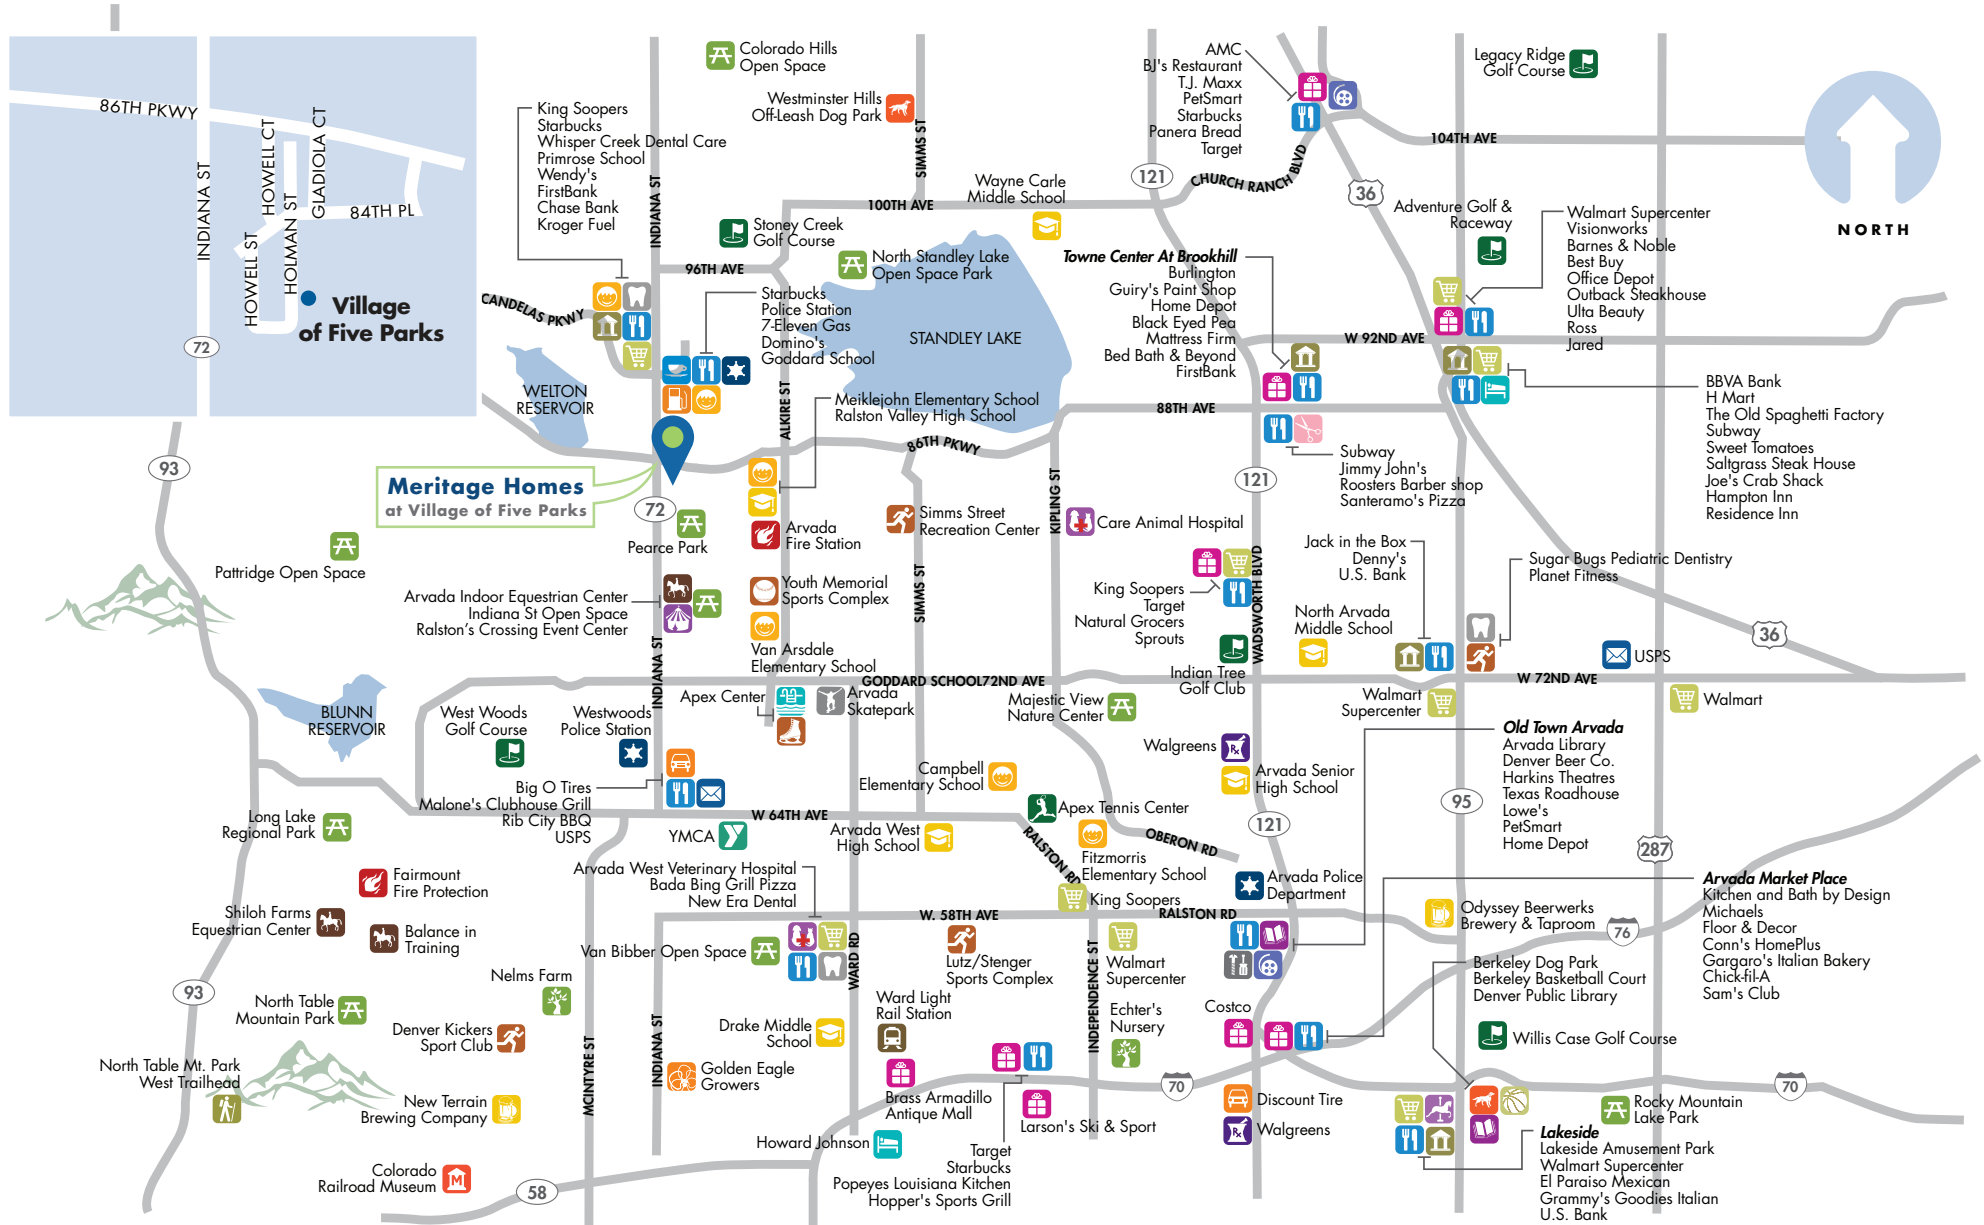 86TH PKWY
INDIANA ST
HOWELL CT
GLADIOLA CT
HOLMAN ST
HOWELL ST
84TH PL
72
Village
of Five Parks
Colorado Hills
Open Space
Westminster Hills
Off-Leash Dog Park
SIMMS ST
King Soopers
Starbucks
Whisper Creek Dental Care
Primrose School
Wendy's
FirstBank
Chase Bank
Kroger Fuel
INDIANA ST
AMC
BJ's Restaurant
T.J. Maxx
PetSmart
Starbucks
Panera Bread
Target
Legacy Ridge
Golf Course
104TH AVE
NORTH
121
CHURCH RANCH BLVD
36
Wayne Carle
Middle School
100TH AVE
Stoney Creek
Golf Course
North Standley Lake
Open Space Park
96TH AVE
CANDELAS PKWY
Starbucks
Police Station
7-Eleven Gas
Domino's
Goddard School
STANDLEY LAKE
Towne Center At Brookhill
Burlington
Guiry's Paint Shop
Home Depot
Black Eyed Pea
Mattress Firm
Bed Bath & Beyond
FirstBank
Adventure Golf &
Raceway
Walmart Supercenter
Visionworks
Barnes & Noble
Best Buy
Office Depot
Outback Steakhouse
Ulta Beauty
Ross
Jared
W 92ND AVE
BBVA Bank
H Mart
The Old Spaghetti Factory
Subway
Sweet Tomatoes
Saltgrass Steak House
Joe's Crab Shack
Hampton Inn
Residence Inn
WELTON
RESERVOIR
ALKIRE ST
Meiklejohn Elementary School
Ralston Valley High School
88TH AVE
86TH PKWY
Subway
Jimmy John's
Roosters Barber shop
Santeramo's Pizza
93
Meritage Homes
at Village of Five Parks
72
Pearce Park
Arvada
Fire Station
Simms Street
Recreation Center
KIPLING ST
Care Animal Hospital
121
WADSWORTH BLVD
Pattridge Open Space
Arvada Indoor Equestrian Center
Indiana St Open Space
Ralston's Crossing Event Center
Youth Memorial
Sports Complex
SIMMS ST
King Soopers
Target
Natural Grocers
Sprouts
Jack in the Box
Denny's
U.S. Bank
Sugar Bugs Pediatric Dentistry
Planet Fitness
North Arvada
Middle School
USPS
36
INDIANA ST
Van Arsdale
Elementary School
Indian Tree
Golf Club
GODDARD SCHOOL72ND AVE
W 72ND AVE
BLUNN
RESERVOIR
West Woods
Golf Course
Westwoods
Police Station
Apex Center
Arvada
Skatepark
Majestic View
Nature Center
Walmart
Supercenter
Walmart
Walgreens
Arvada Senior
High School
Old Town Arvada
Arvada Library
Denver Beer Co.
Harkins Theatres
Texas Roadhouse
Lowe's
PetSmart
Home Depot
Big O Tires
Malone's Clubhouse Grill
Rib City BBQ
USPS
Campbell
Elementary School
Apex Tennis Center
95
121
287
W 64TH AVE
YMCA
Arvada West
High School
RALSTON RD
OBERON RD
Fitzmorris
Elementary School
Long Lake
Regional Park
Fairmount
Fire Protection
Arvada West Veterinary Hospital
Bada Bing Grill Pizza
New Era Dental
King Soopers
Arvada Police
Department
Arvada Market Place
Kitchen and Bath by Design
Michaels
Floor & Decor
Conn's HomePlus
Gargaro's Italian Bakery
Chick-fil-A
Sam's Club
Shiloh Farms
Equestrian Center
Balance in
Training
W. 58TH AVE
RALSTON RD
Odyssey Beerwerks
Brewery & Taproom
76
Van Bibber Open Space
WARD RD
Lutz/Stenger
Sports Complex
INDEPENDENCE ST
Walmart
Supercenter
Berkeley Dog Park
Berkeley Basketball Court
Denver Public Library
93
Nelms Farm
North Table
Mountain Park
Denver Kickers
Sport Club
MCINTYRE ST
INDIANA ST
Drake Middle
School
Ward Light
Rail Station
Echter's
Nursery
Costco
Willis Case Golf Course
North Table Mt. Park
West Trailhead
Golden Eagle
Growers
Brass Armadillo
Antique Mall
70
70
New Terrain
Brewing Company
Larson's Ski & Sport
Discount Tire
Walgreens
Rocky Mountain
Lake Park
Howard Johnson
Target
Starbucks
Popeyes Louisiana Kitchen
Hopper's Sports Grill
Lakeside
Lakeside Amusement Park
Walmart Supercenter
El Paraiso Mexican
Grammy's Goodies Italian
U.S. Bank
Colorado
Railroad Museum
M
58